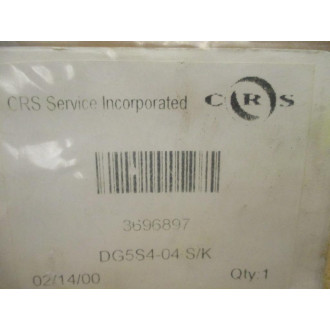 CRS Service Incorporated CRS
3696897
DG5S4-04 S/K
02/14/00 Qty:1